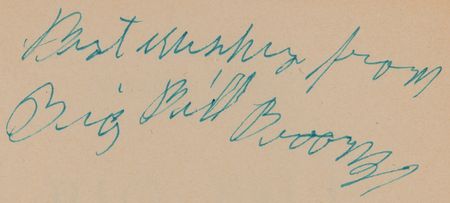 Best wishes from
Big Bill Broonzy